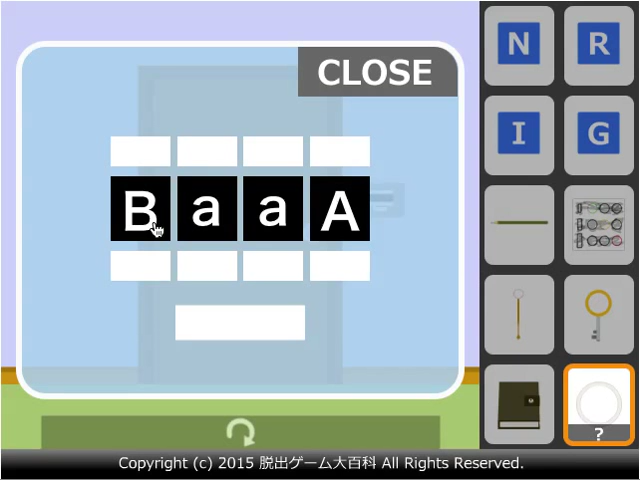 CLOSE
B a a A
N R
I G
?
Copyright (c) 2015 脱出ゲーム大百科 All Rights Reserved.